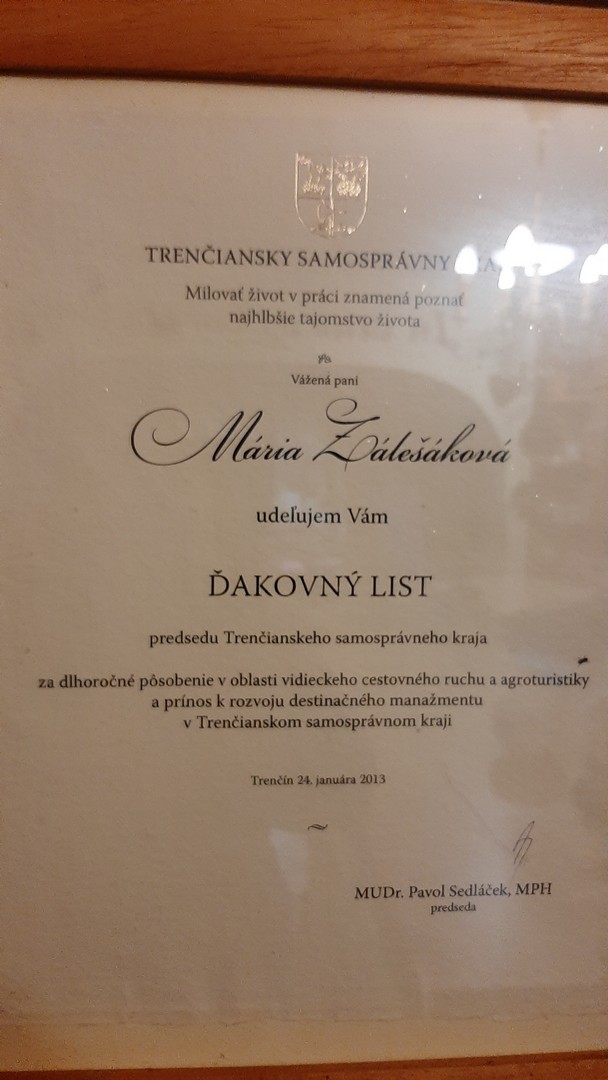 TRENČIANSKY SAMOSPRÁVNY
Milovať život v práci znamená poznať
najhlbšie tajomstvo života
Vážená pani
Mária Zálešáková
udeľujem Vám
ĎAKOVNÝ LIST
predsedu Trenčianskeho samosprávneho kraja
za dlhoročné pôsobenie v oblasti vidieckeho cestovného ruchu a agroturistiky
a prínos k rozvoju destinačného manažmentu
v Trenčianskom samosprávnom kraji
Trenčín 24. januára 2013
MUDr. Pavol Sedláček, MPH
predseda